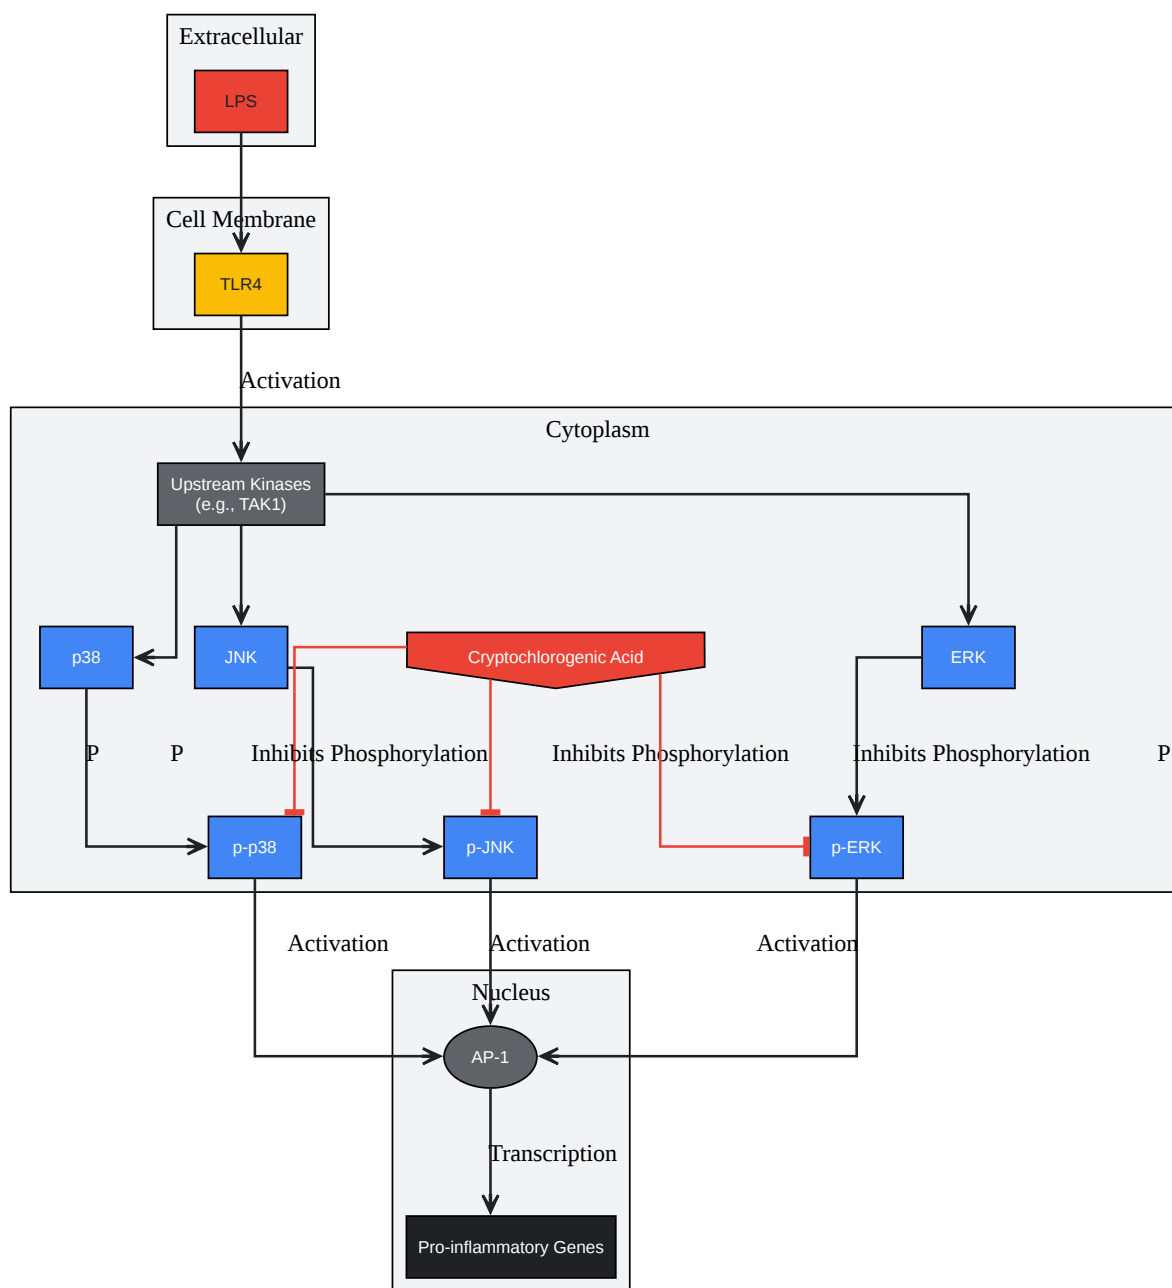 Extracellular
LPS
Cell Membrane
TLR4
Activation
Cytoplasm
Upstream Kinases
(e.g., TAK1)
p38
JNK
Cryptochlorogenic Acid
ERK
P
P
Inhibits Phosphorylation
Inhibits Phosphorylation
Inhibits Phosphorylation
P
p-p38
p-JNK
p-ERK
Activation
Activation
Activation
Nucleus
AP-1
Transcription
Pro-inflammatory Genes